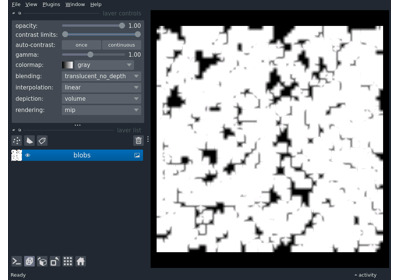 File View Plugins Window Help
layer controls
opacity: 1.00
contrast limits:
auto-contrast: once continuous
gamma: 1.00
colormap: gray
blending: translucent_no_depth
interpolation: linear
depiction: volume
rendering: mip
layer list
blobs
Ready activity